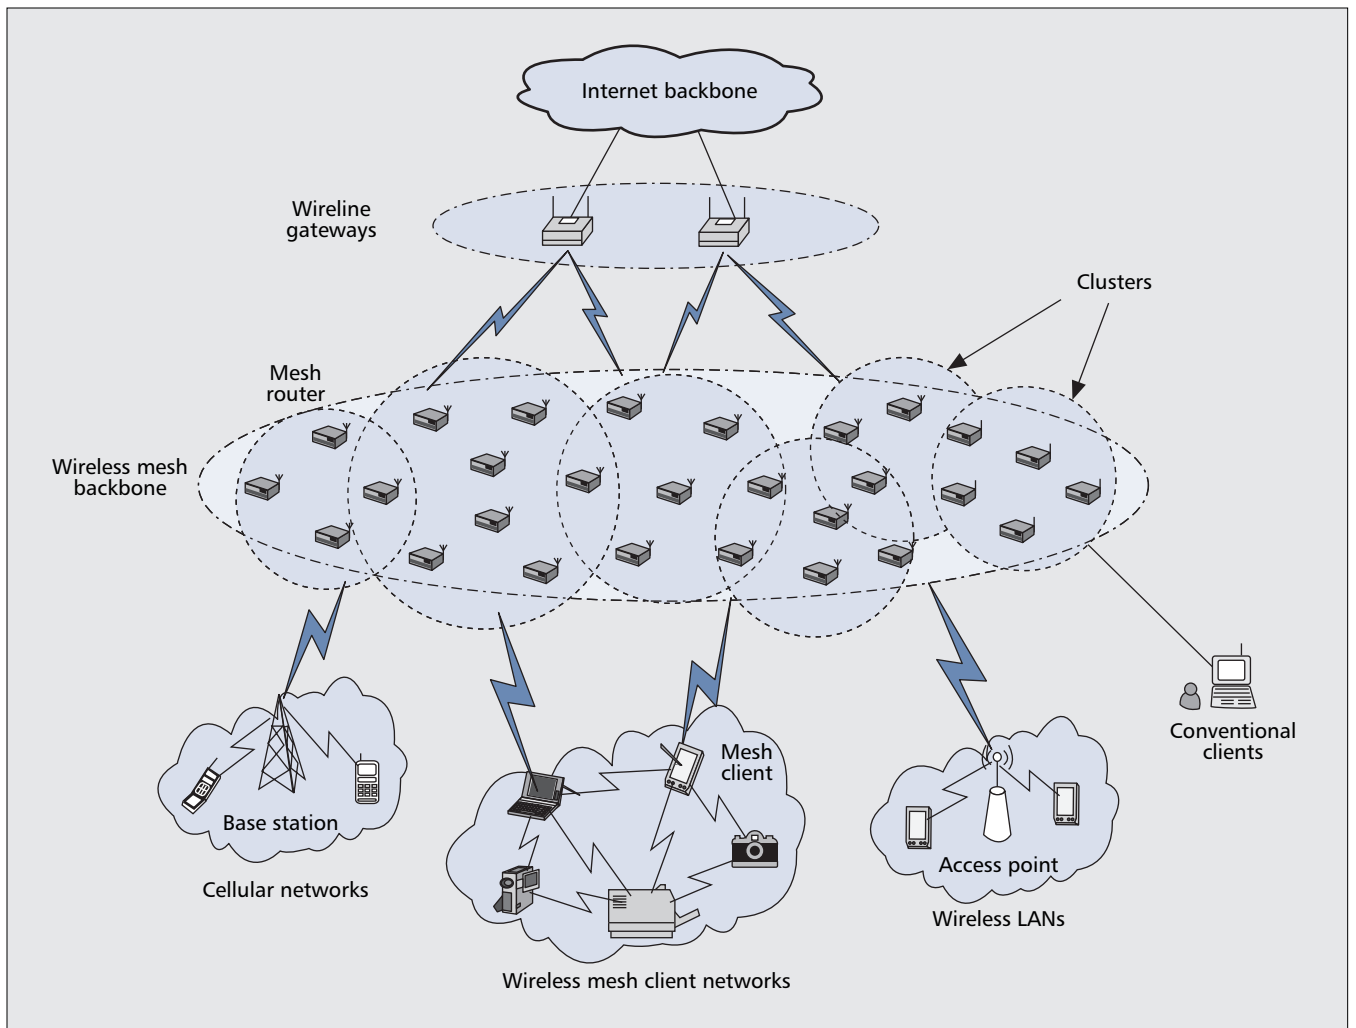 Internet backbone
Wireline
gateways
Clusters
Mesh
router
Wireless mesh
backbone
Conventional
clients
Mesh
client
Base station
Access point
Cellular networks
Wireless LANs
Wireless mesh client networks